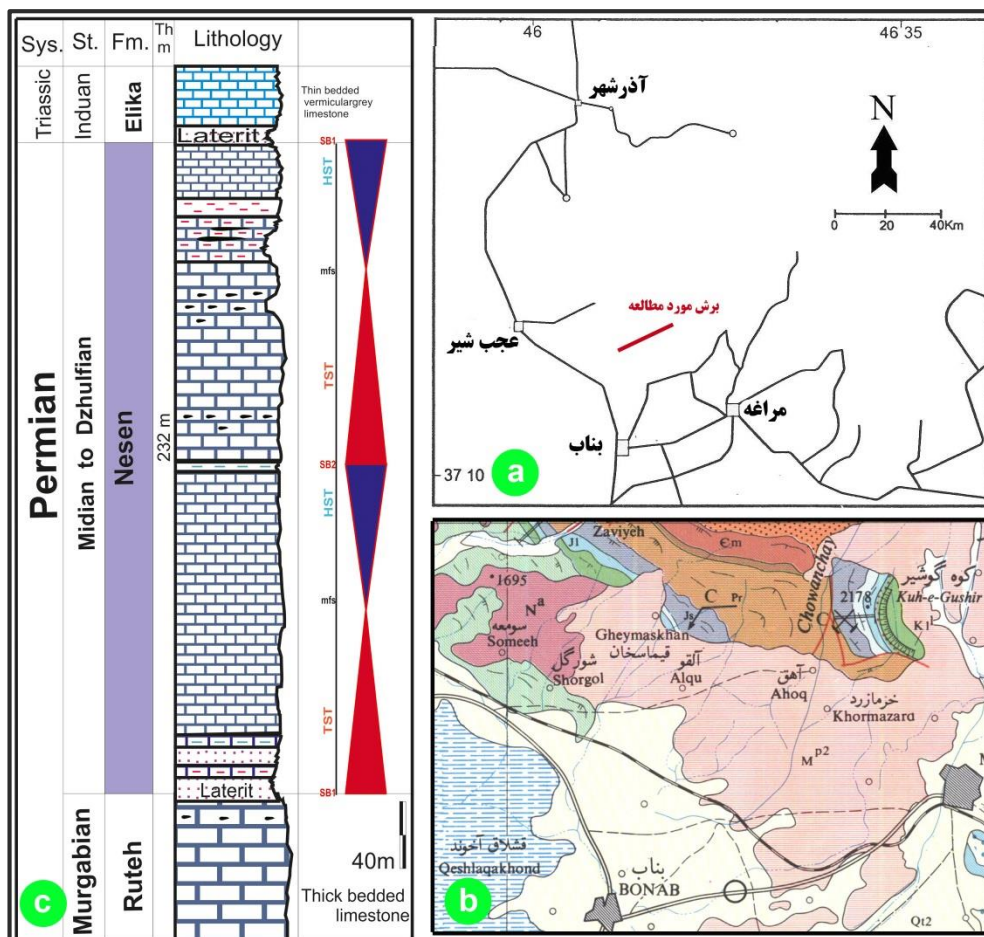 Sys.
St.
Fm.
Th
m
Lithology
Triassic
Induan
Elika
Laterit
Thin bedded
vermiculargrey
limestone
SB1
HST
mfs
TST
SB2
HST
mfs
TST
SB1
Permian
Midian to Dzhulfian
Nesen
232 m
Laterit
Murgabian
Ruteh
40m
Thick bedded
limestone
c
46
46 35
آذرشهر
N
0 20 40Km
برش مورد مطالعه
عجب شیر
مراغه
بناب
37 10
a
Zaviyeh
J1
Єm
Chowanchay
کوه گوشیر
Kuh-e-Gushir
1695
Nª
2178
C
Pr
C
Js
K1
سومعه
Someeh
Gheymaskhan
قیماسخان
شورگل
Shorgol
آلقو
Alqu
آهق
Ahoq
خزمازرد
Khormazard
Mp2
قشلاق آخوند
Qeshlaqakhond
بناب
BONAB
Qt2
b